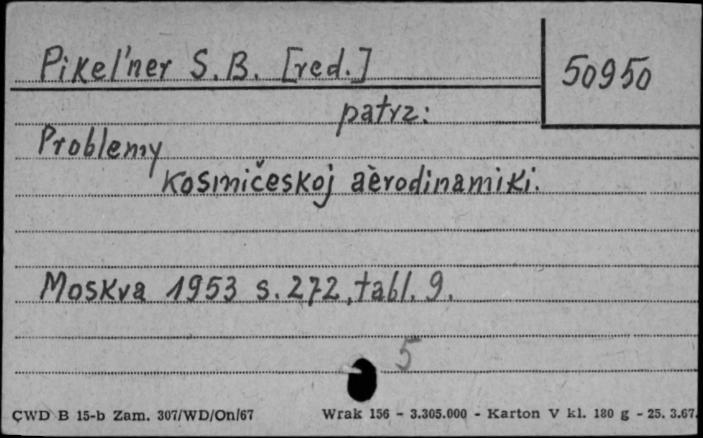 Pikel'ner S.B. [red.]
50950
patrz:
Problemy
kosmičeskoj aèrodinamiki.
Moskva 1953 s. 272, tabl. 9.
5
CWD B 15-b Zam. 307/WD/On/67
Wrak 156 - 3.305.000 - Karton V kl. 180 g - 25. 3.67.